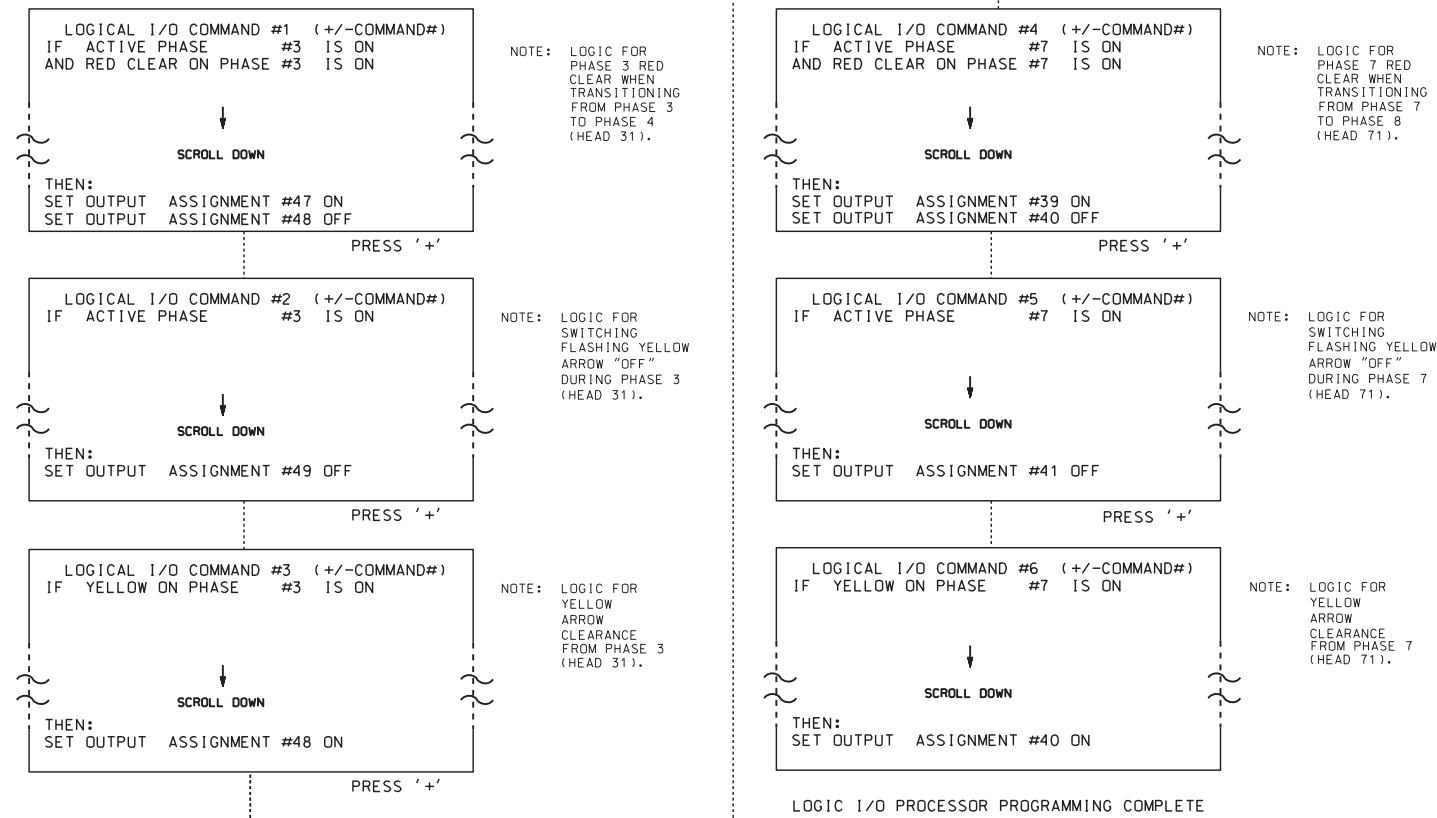 LOGICAL I/O COMMAND #1 (+/-COMMAND#)
IF ACTIVE PHASE #3 IS ON
AND RED CLEAR ON PHASE #3 IS ON
SCROLL DOWN
THEN:
SET OUTPUT ASSIGNMENT #47 ON
SET OUTPUT ASSIGNMENT #48 OFF
PRESS '+'
NOTE: LOGIC FOR
PHASE 3 RED
CLEAR WHEN
TRANSITIONING
FROM PHASE 3
TO PHASE 4
(HEAD 31).
LOGICAL I/O COMMAND #2 (+/-COMMAND#)
IF ACTIVE PHASE #3 IS ON
SCROLL DOWN
THEN:
SET OUTPUT ASSIGNMENT #49 OFF
PRESS '+'
NOTE: LOGIC FOR
SWITCHING
FLASHING YELLOW
ARROW "OFF"
DURING PHASE 3
(HEAD 31).
LOGICAL I/O COMMAND #3 (+/-COMMAND#)
IF YELLOW ON PHASE #3 IS ON
SCROLL DOWN
THEN:
SET OUTPUT ASSIGNMENT #48 ON
PRESS '+'
NOTE: LOGIC FOR
YELLOW
ARROW
CLEARANCE
FROM PHASE 3
(HEAD 31).
LOGICAL I/O COMMAND #4 (+/-COMMAND#)
IF ACTIVE PHASE #7 IS ON
AND RED CLEAR ON PHASE #7 IS ON
SCROLL DOWN
THEN:
SET OUTPUT ASSIGNMENT #39 ON
SET OUTPUT ASSIGNMENT #40 OFF
PRESS '+'
NOTE: LOGIC FOR
PHASE 7 RED
CLEAR WHEN
TRANSITIONING
FROM PHASE 7
TO PHASE 8
(HEAD 71).
LOGICAL I/O COMMAND #5 (+/-COMMAND#)
IF ACTIVE PHASE #7 IS ON
SCROLL DOWN
THEN:
SET OUTPUT ASSIGNMENT #41 OFF
PRESS '+'
NOTE: LOGIC FOR
SWITCHING
FLASHING YELLOW
ARROW "OFF"
DURING PHASE 7
(HEAD 71).
LOGICAL I/O COMMAND #6 (+/-COMMAND#)
IF YELLOW ON PHASE #7 IS ON
SCROLL DOWN
THEN:
SET OUTPUT ASSIGNMENT #40 ON
NOTE: LOGIC FOR
YELLOW
ARROW
CLEARANCE
FROM PHASE 7
(HEAD 71).
LOGIC I/O PROCESSOR PROGRAMMING COMPLETE